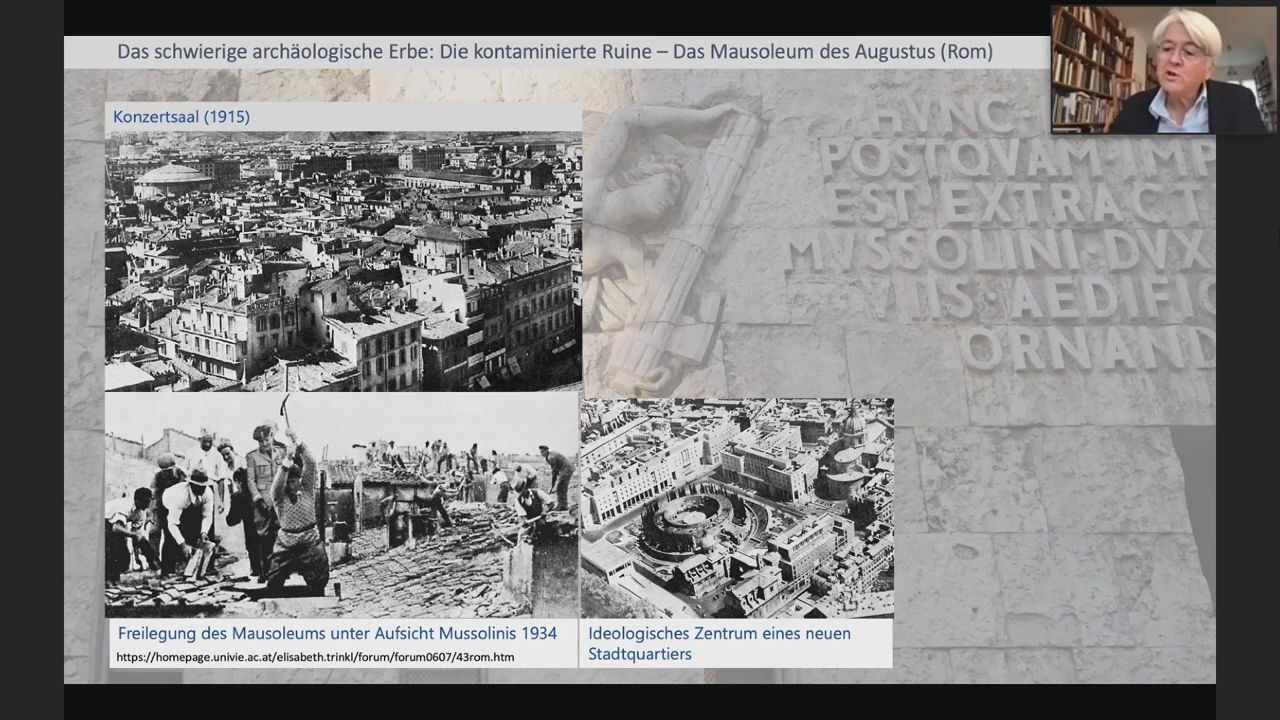 Das schwierige archäologische Erbe: Die kontaminierte Ruine – Das Mausoleum des Augustus (Rom)
Konzertsaal (1915)
HVNC
POSTQVAM·IMP
EST·EXTRACT
MVSSOLINI·DVX
VIIS·AEDIFIC
ORNAND
Freilegung des Mausoleums unter Aufsicht Mussolinis 1934
https://homepage.univie.ac.at/elisabeth.trinkl/forum/forum0607/43rom.htm
Ideologisches Zentrum eines neuen
Stadtquartiers